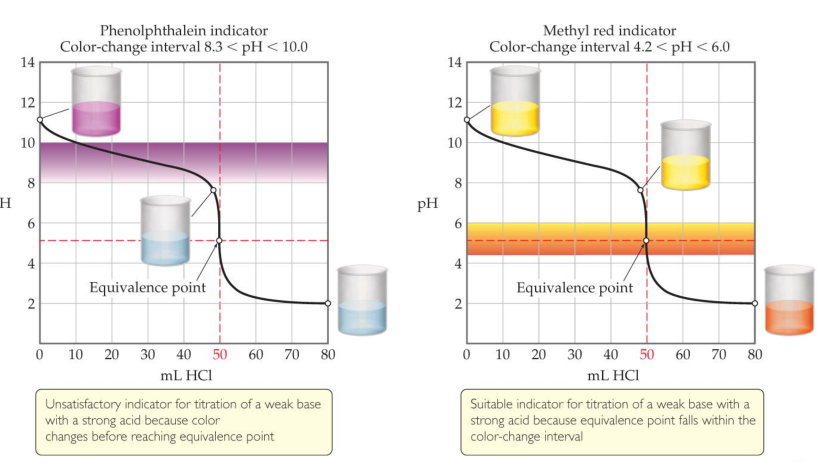 Phenolphthalein indicator
Color-change interval 8.3 < pH < 10.0
14
12
10
8
6
4
2
H
Equivalence point
0 10 20 30 40 50 60 70 80
mL HCl
Unsatisfactory indicator for titration of a weak base
with a strong acid because color
changes before reaching equivalence point
Methyl red indicator
Color-change interval 4.2 < pH < 6.0
14
12
10
8
6
4
2
pH
Equivalence point
0 10 20 30 40 50 60 70 80
mL HCl
Suitable indicator for titration of a weak base with a
strong acid because equivalence point falls within the
color-change interval